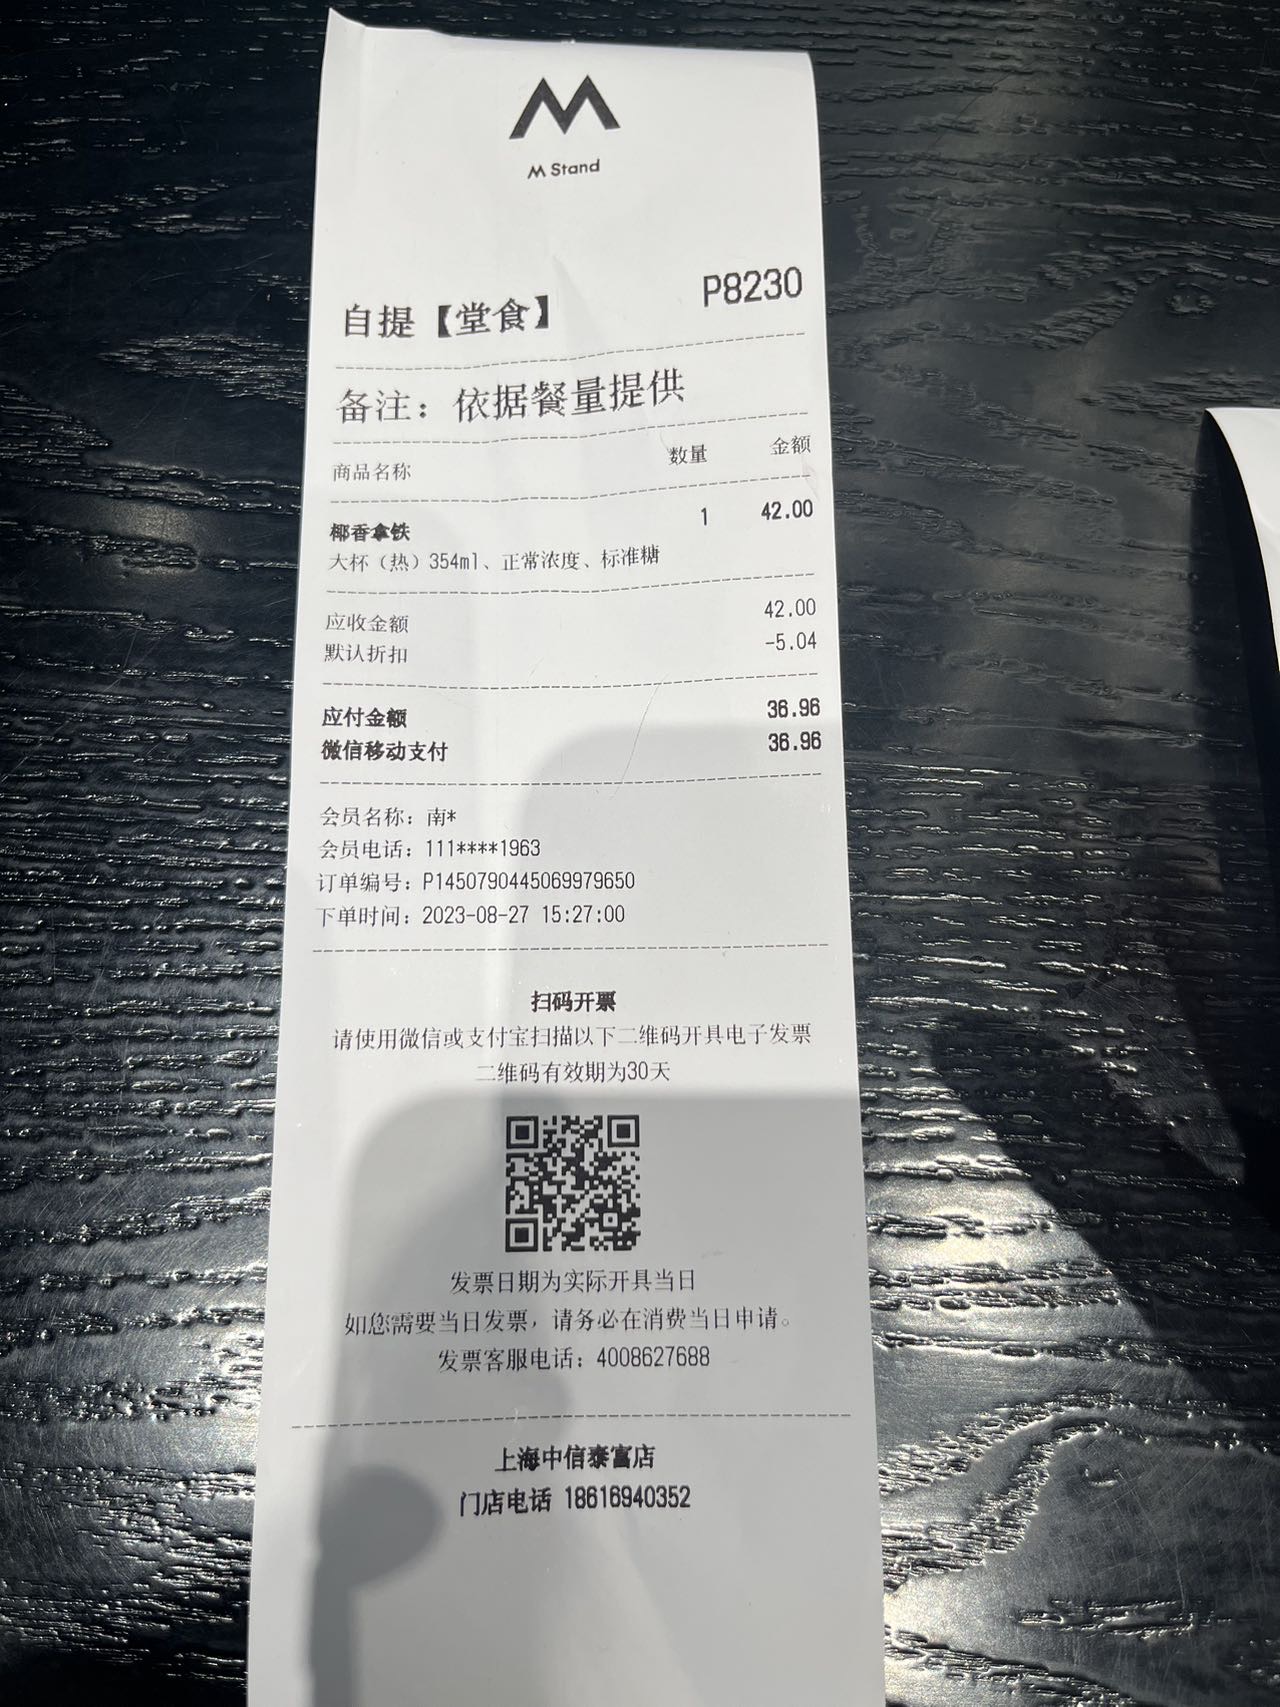 M Stand
自提【堂食】 P8230
备注：依据餐量提供
商品名称 数量 金额
椰香拿铁 1 42.00
大杯（热）354ml、正常浓度、标准糖
应收金额 42.00
默认折扣 -5.04
应付金额 36.96
微信移动支付 36.96
会员名称：南*
会员电话：111****1963
订单编号：P1450790445069979650
下单时间：2023-08-27 15:27:00
扫码开票
请使用微信或支付宝扫描以下二维码开具电子发票
二维码有效期为30天
发票日期为实际开具当日
如您需要当日发票，请务必在消费当日申请。
发票客服电话：4008627688
上海中信泰富店
门店电话 18616940352